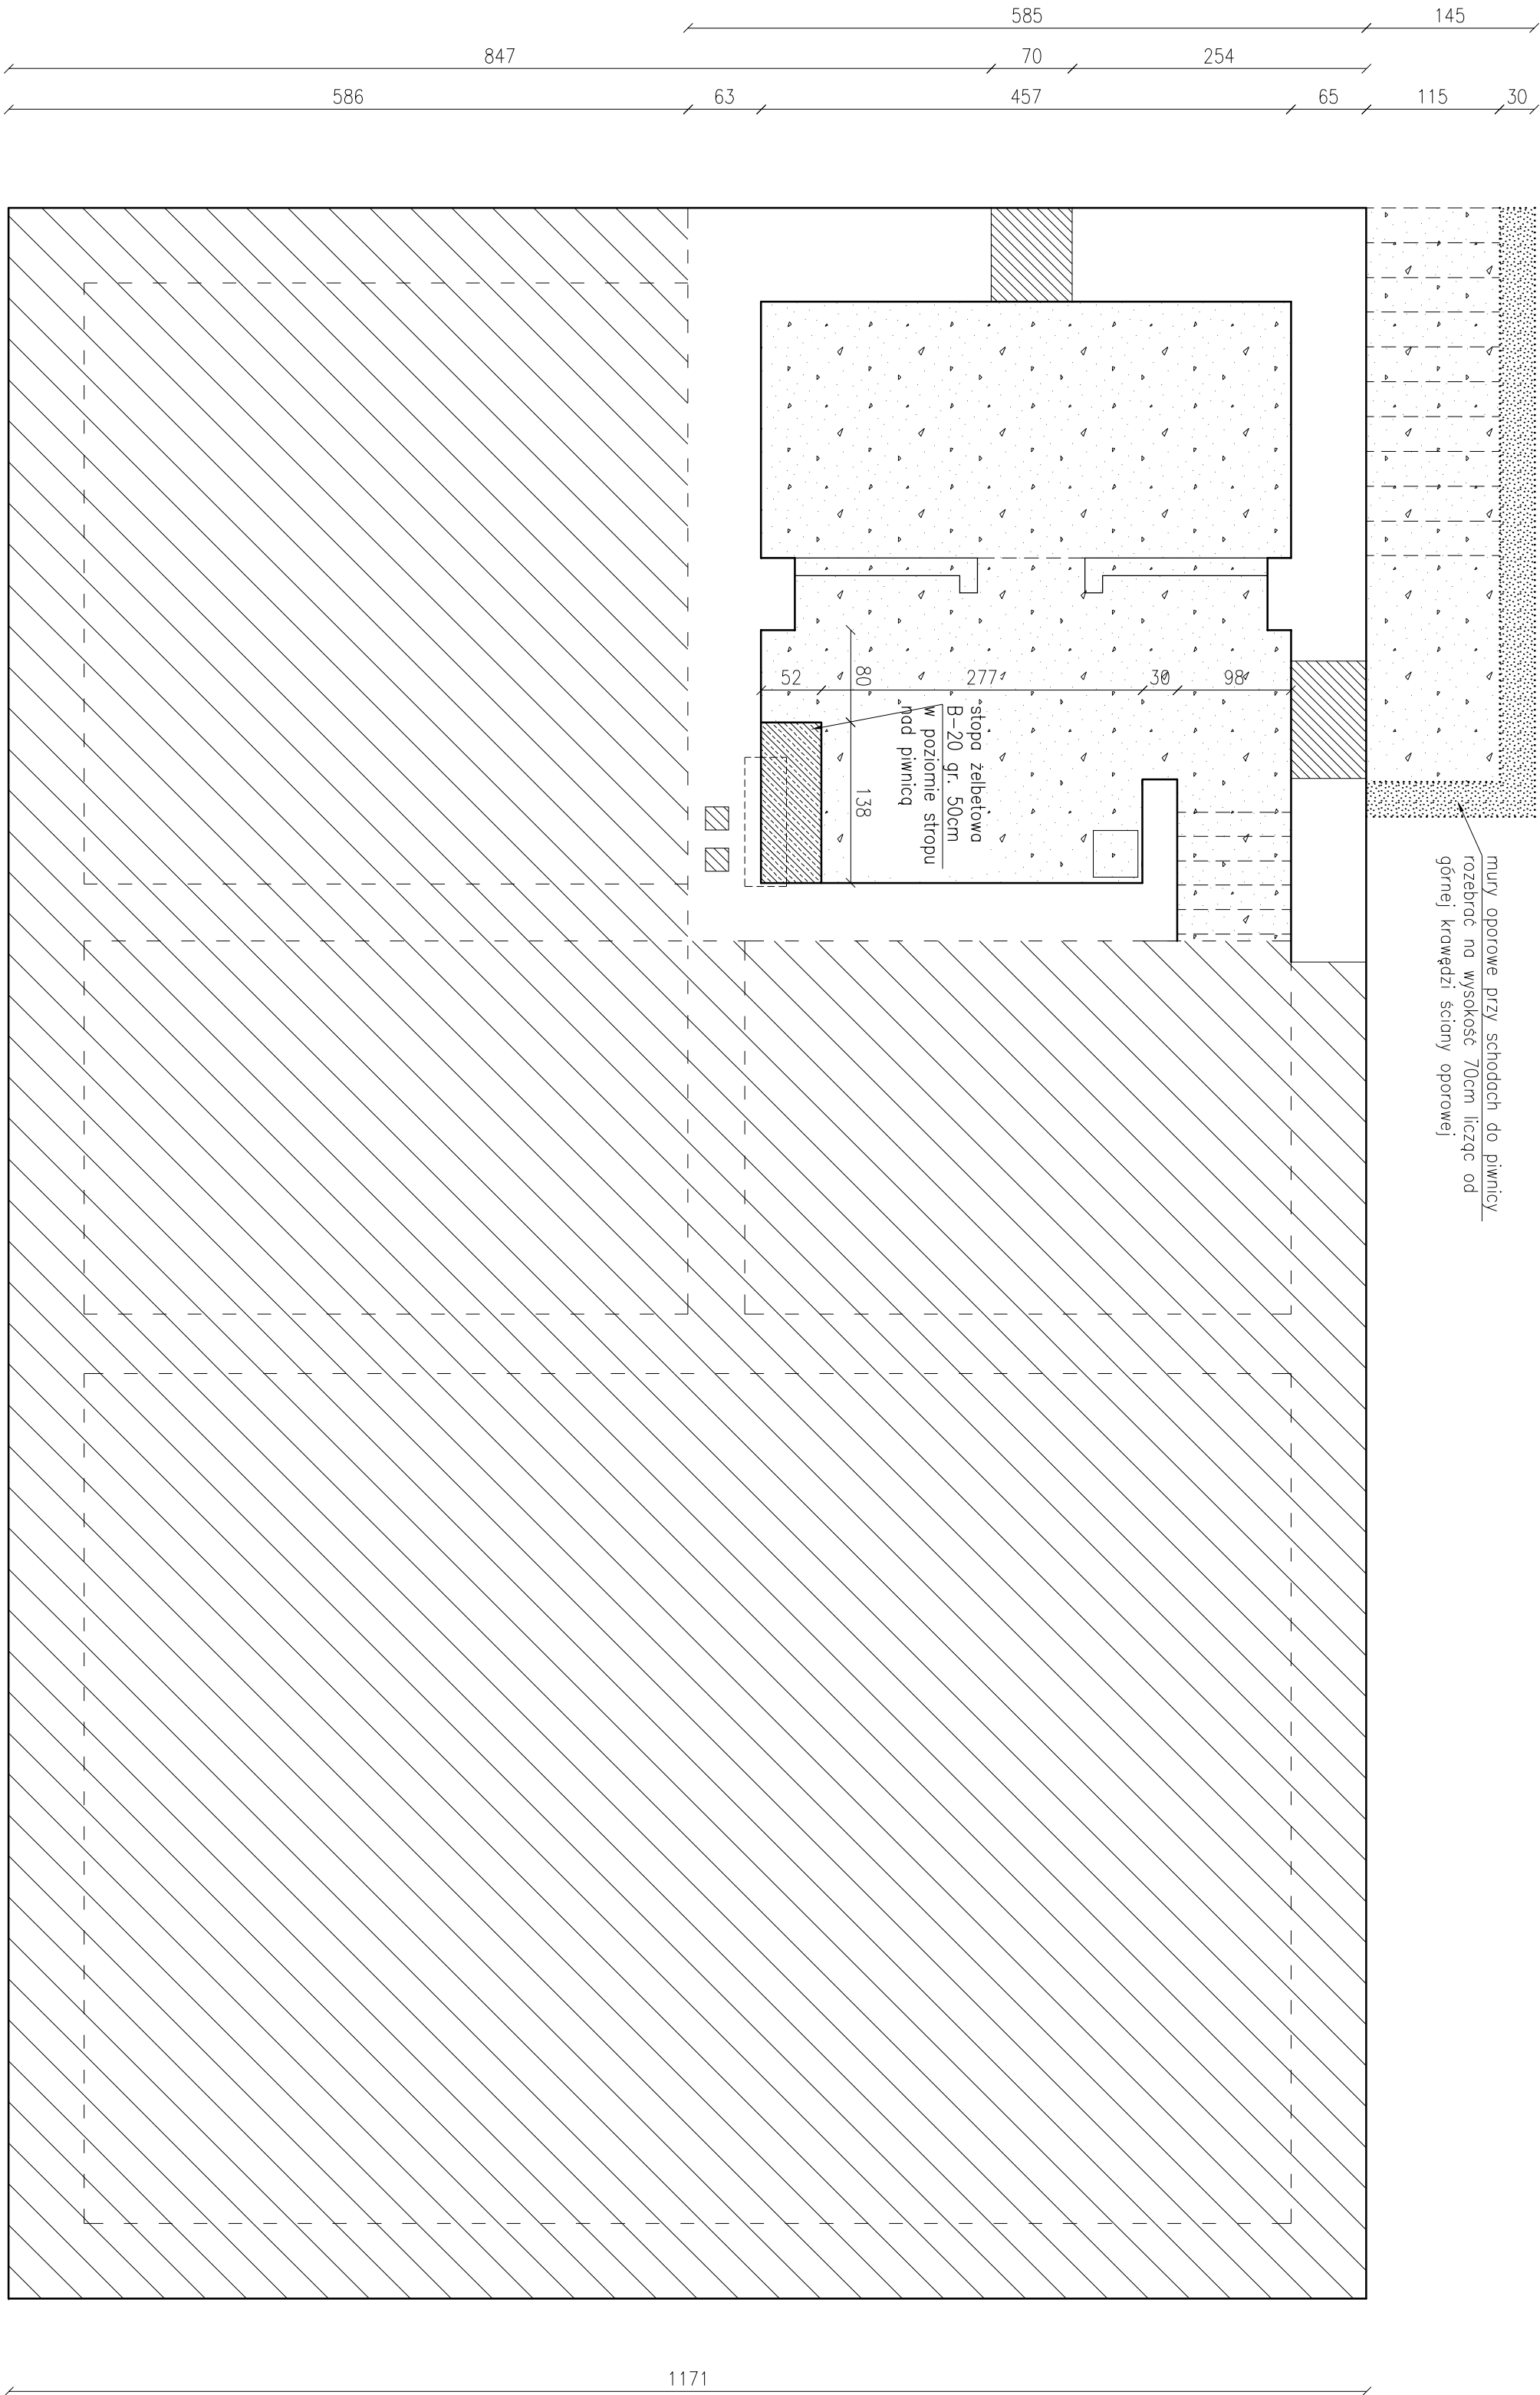 585
145
847
70
254
586
63
457
65
115
30
52
277
30
98
80
138
stopa żelbetowa
B-20 gr. 50cm
w poziomie stropu
nad piwnicą
mury oporowe przy schodach do piwnicy
rozebrać na wysokość 70cm licząc od
górnej krawędzi ściany oporowej
1171